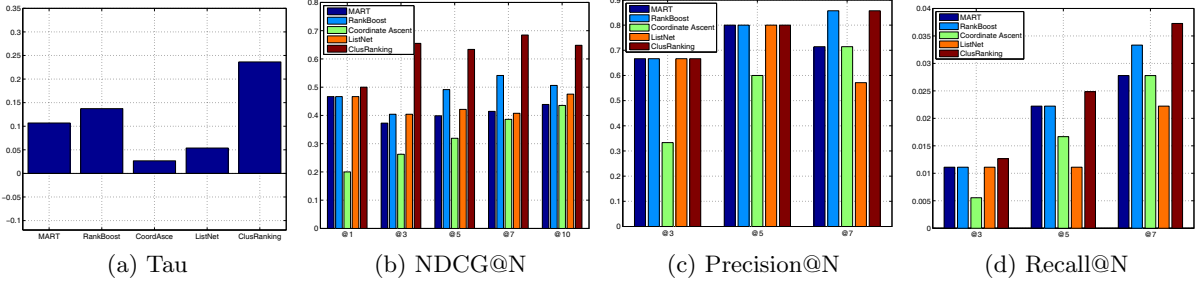 0.35
0.3
0.25
0.2
0.15
0.1
0.05
0
−0.05
−0.1
MART RankBoost CoordAsce ListNet ClusRanking
(a) Tau
0.8
0.7
0.6
0.5
0.4
0.3
0.2
0.1
0
MART
RankBoost
Coordinate Ascent
ListNet
ClusRanking
@1 @3 @5 @7 @10
(b) NDCG@N
0.9
0.8
0.7
0.6
0.5
0.4
0.3
0.2
0.1
0
MART
RankBoost
Coordinate Ascent
ListNet
ClusRanking
@3 @5 @7
(c) Precision@N
0.04
0.035
0.03
0.025
0.02
0.015
0.01
0.005
0
MART
RankBoost
Coordinate Ascent
ListNet
ClusRanking
@3 @5 @7
(d) Recall@N